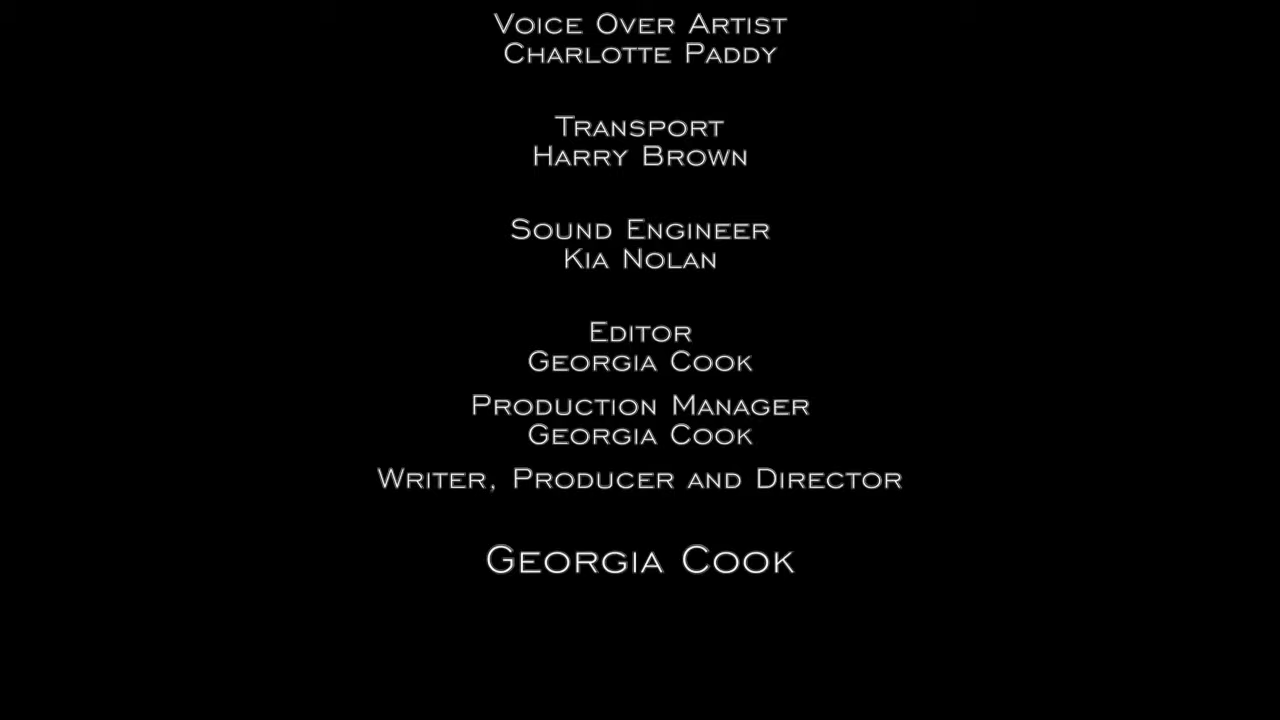 Voice Over Artist
Charlotte Paddy
Transport
Harry Brown
Sound Engineer
Kia Nolan
Editor
Georgia Cook
Production Manager
Georgia Cook
Writer, Producer and Director
Georgia Cook